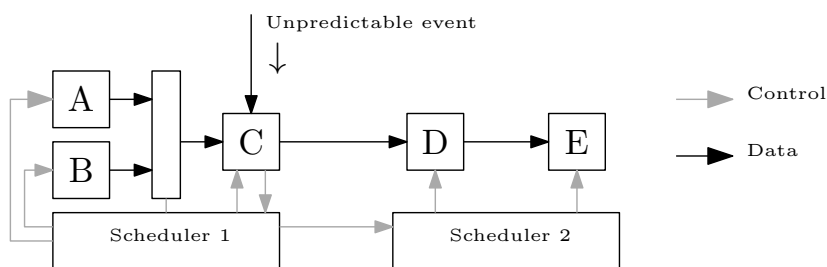 Unpredictable event
A
Control
C
D
E
B
Data
Scheduler 1
Scheduler 2